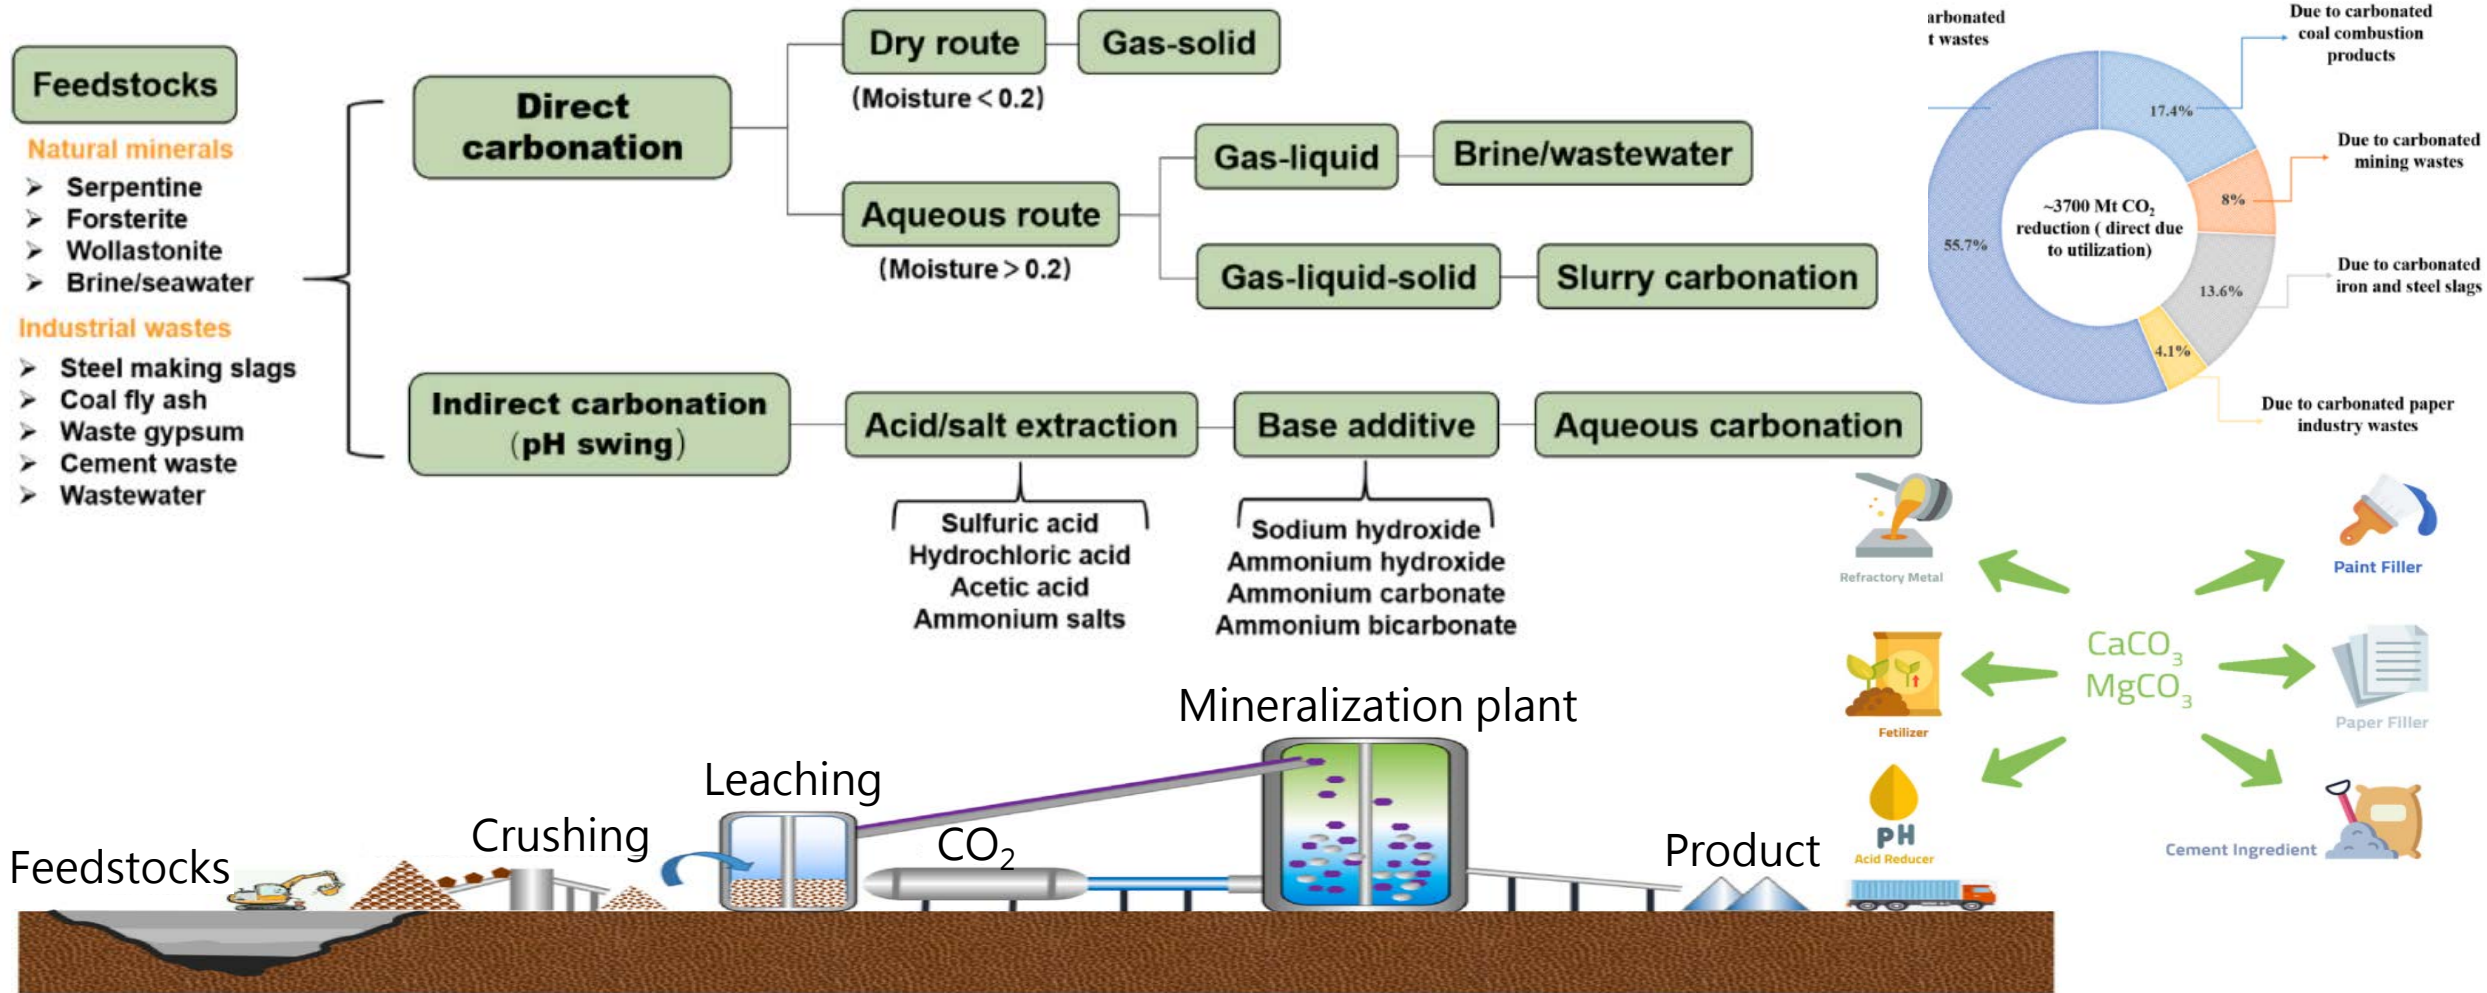 Feedstocks
Natural minerals
➢ Serpentine
➢ Forsterite
➢ Wollastonite
➢ Brine/seawater
Industrial wastes
➢ Steel making slags
➢ Coal fly ash
➢ Waste gypsum
➢ Cement waste
➢ Wastewater
Direct
carbonation
Dry route
(Moisture < 0.2)
Gas-solid
Aqueous route
(Moisture > 0.2)
Gas-liquid
Brine/wastewater
Gas-liquid-solid
Slurry carbonation
Indirect carbonation
(pH swing)
Acid/salt extraction
Sulfuric acid
Hydrochloric acid
Acetic acid
Ammonium salts
Base additive
Sodium hydroxide
Ammonium hydroxide
Ammonium carbonate
Ammonium bicarbonate
Aqueous carbonation
arbonated
t wastes
Due to carbonated
coal combustion
products
17.4%
Due to carbonated
mining wastes
8%
~3700 Mt CO₂
reduction ( direct due
to utilization)
55.7%
Due to carbonated
iron and steel slags
13.6%
4.1%
Due to carbonated paper
industry wastes
Refractory Metal
Paint Filler
CaCO₃
MgCO₃
Fetilizer
Paper Filler
PH
Acid Reducer
Cement Ingredient
Feedstocks
Crushing
Leaching
CO₂
Mineralization plant
Product